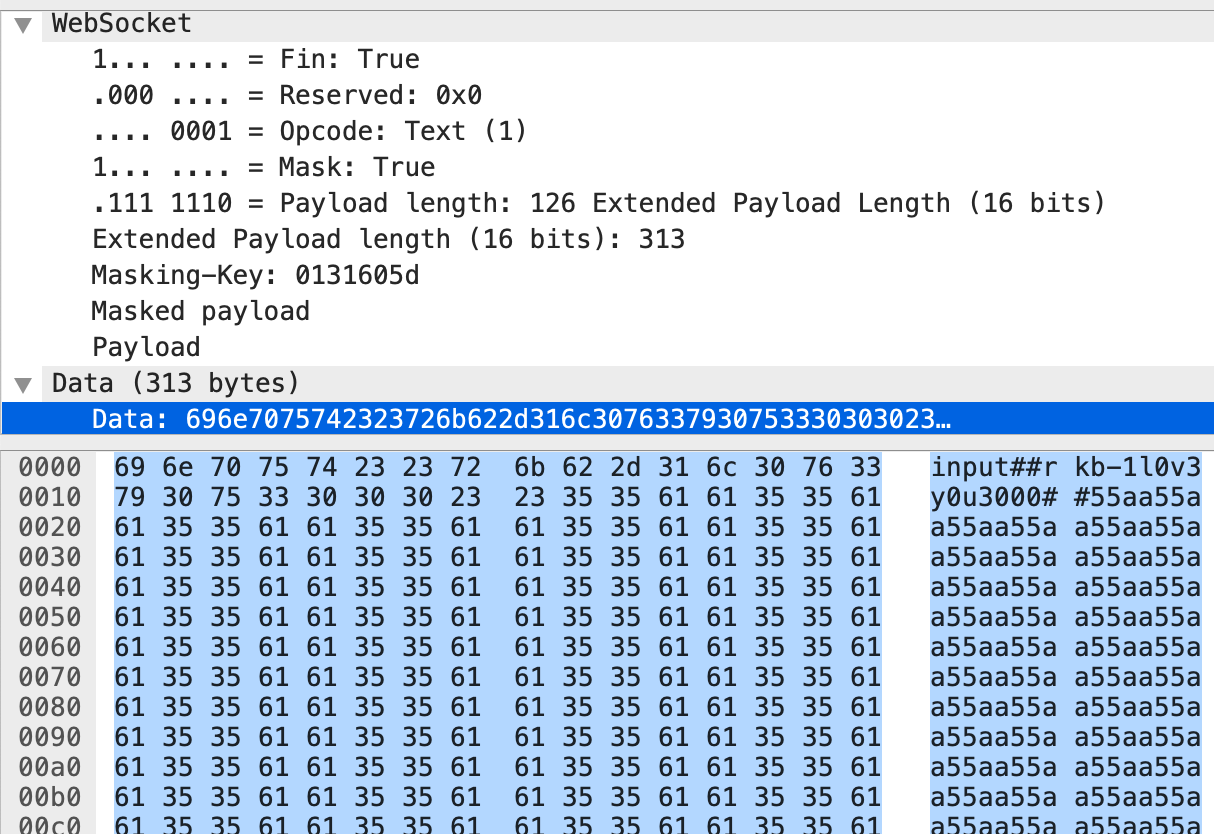 WebSocket
1... .... = Fin: True
.000 .... = Reserved: 0x0
.... 0001 = Opcode: Text (1)
1... .... = Mask: True
.111 1110 = Payload length: 126 Extended Payload Length (16 bits)
Extended Payload length (16 bits): 313
Masking-Key: 0131605d
Masked payload
Payload
Data (313 bytes)
Data: 696e7075742323726b622d316c30763379307533303030​23…
0000 69 6e 70 75 74 23 23 72 6b 62 2d 31 6c 30 76 33 input##r kb-1l0v3
0010 79 30 75 33 30 30 30 23 23 35 35 61 61 35 35 61 y0u3000# #55aa55a
0020 61 35 35 61 61 35 35 61 61 35 35 61 61 35 35 61 a55aa55a a55aa55a
0030 61 35 35 61 61 35 35 61 61 35 35 61 61 35 35 61 a55aa55a a55aa55a
0040 61 35 35 61 61 35 35 61 61 35 35 61 61 35 35 61 a55aa55a a55aa55a
0050 61 35 35 61 61 35 35 61 61 35 35 61 61 35 35 61 a55aa55a a55aa55a
0060 61 35 35 61 61 35 35 61 61 35 35 61 61 35 35 61 a55aa55a a55aa55a
0070 61 35 35 61 61 35 35 61 61 35 35 61 61 35 35 61 a55aa55a a55aa55a
0080 61 35 35 61 61 35 35 61 61 35 35 61 61 35 35 61 a55aa55a a55aa55a
0090 61 35 35 61 61 35 35 61 61 35 35 61 61 35 35 61 a55aa55a a55aa55a
00a0 61 35 35 61 61 35 35 61 61 35 35 61 61 35 35 61 a55aa55a a55aa55a
00b0 61 35 35 61 61 35 35 61 61 35 35 61 61 35 35 61 a55aa55a a55aa55a
00c0 61 35 35 61 61 35 35 61 61 35 35 61 61 35 35 61 a55aa55a a55aa55a